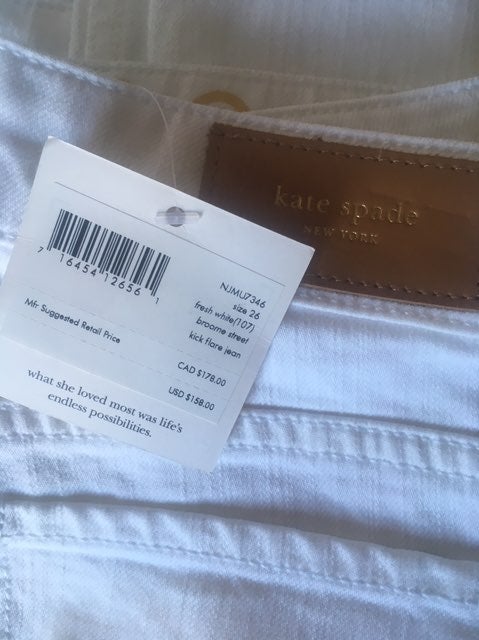 kate spade
NEW YORK
7 16454 12656 1
NJMU7346
size 26
fresh white(107)
broome street
kick flare jean
Mfr Suggested Retail Price
CAD $178.00
USD $158.00
what she loved most was life's
endless possibilities.